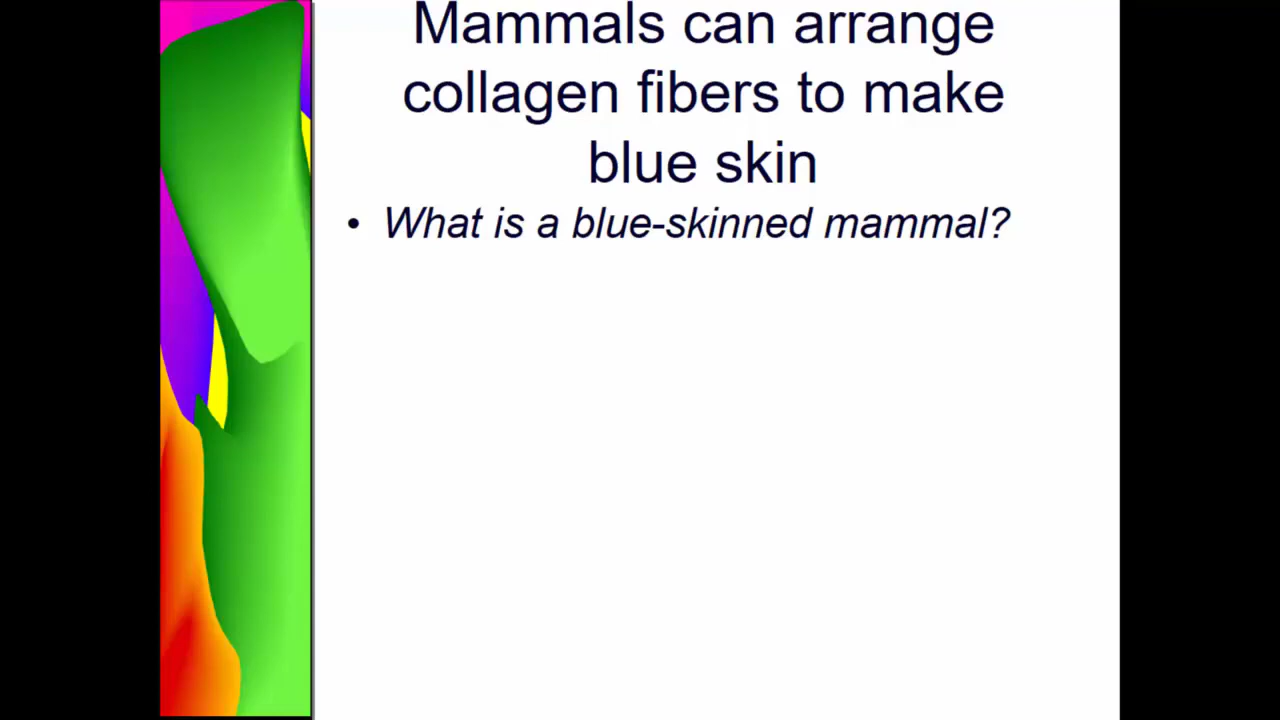 Mammals can arrange
collagen fibers to make
blue skin
• What is a blue-skinned mammal?